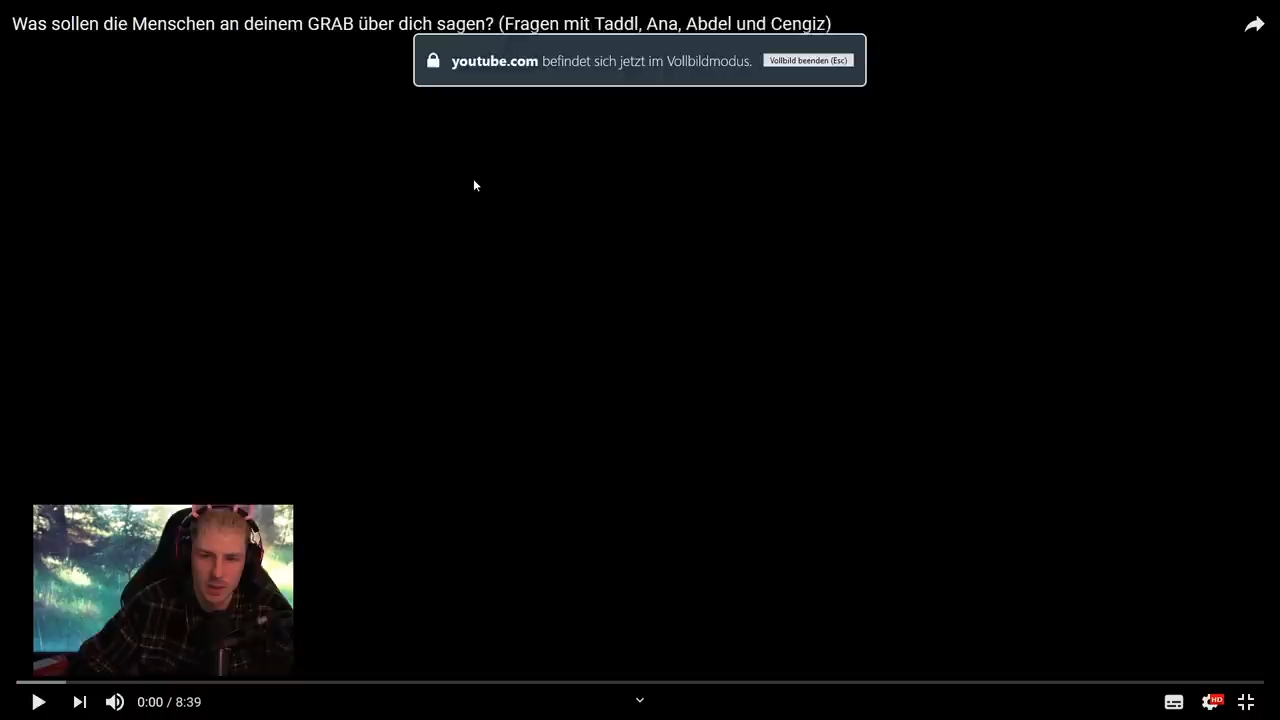 Was sollen die Menschen an deinem GRAB über dich sagen? (Fragen mit Taddl, Ana, Abdel und Cengiz)
youtube.com befindet sich jetzt im Vollbildmodus. Vollbild beenden (Esc)
0:00 / 8:39 HD